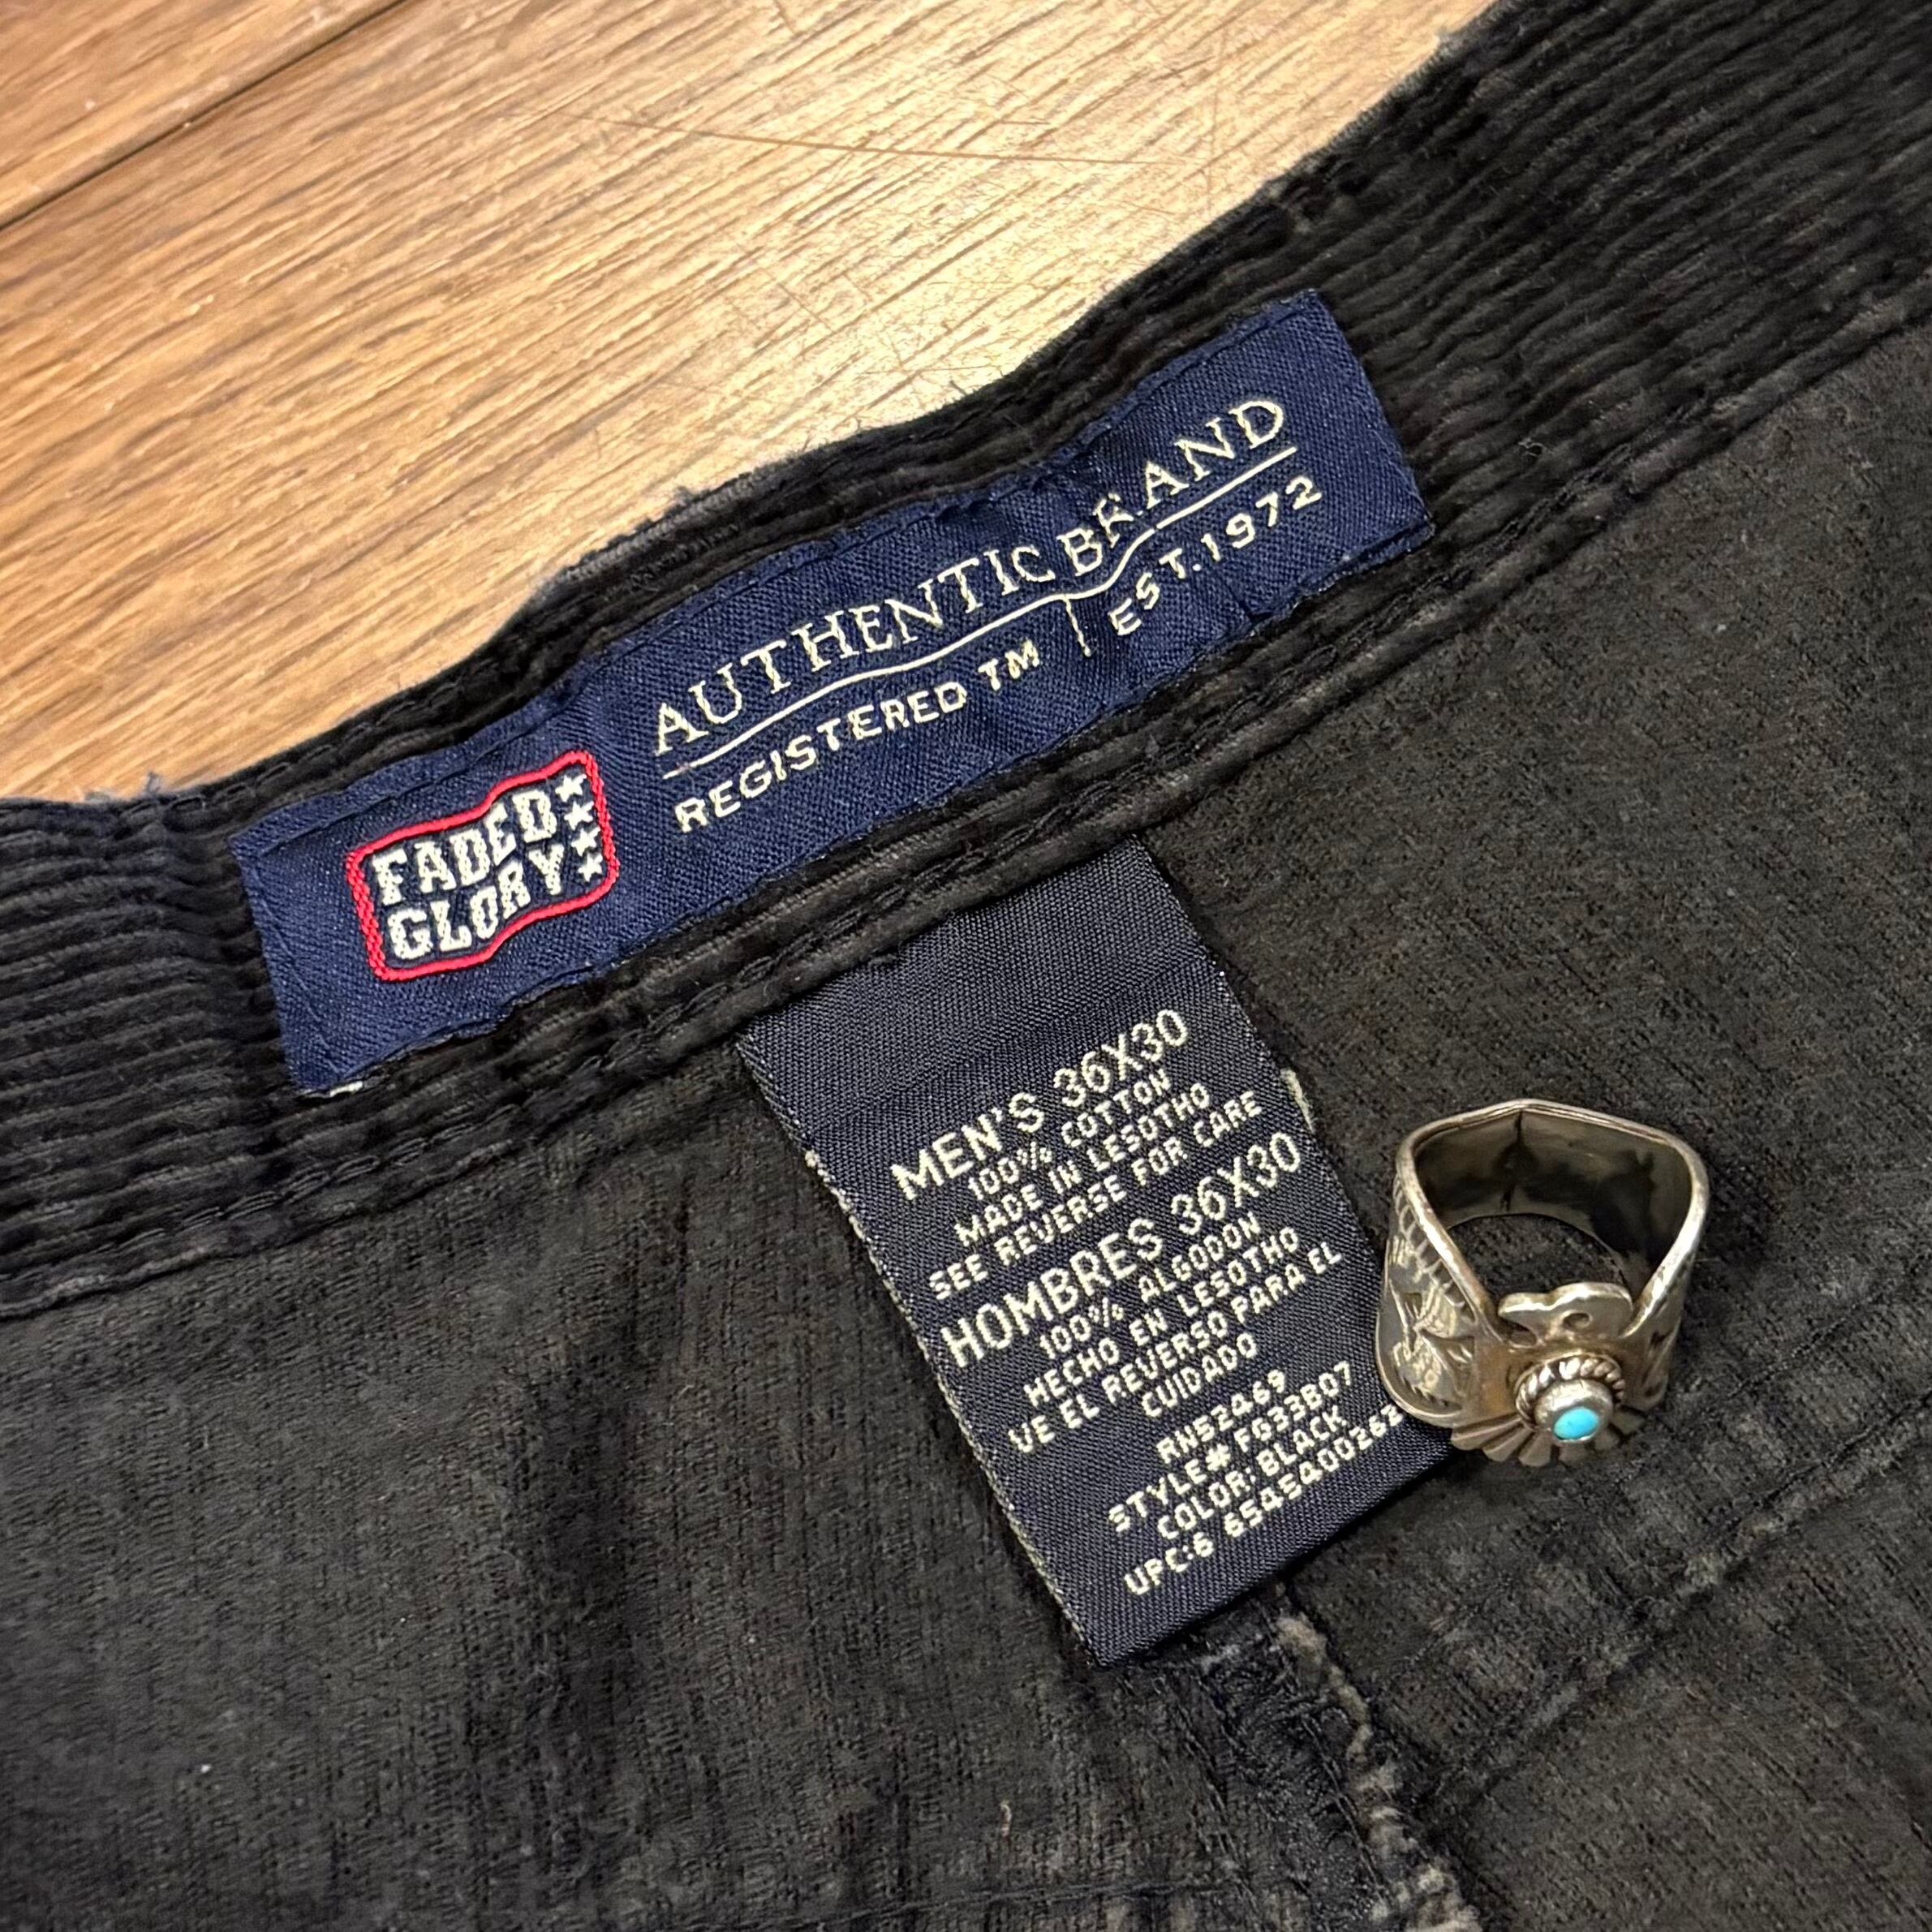 FADED
GLORY
AUTHENTIC BRAND
REGISTERED TM | EST. 1972
MEN'S 36X30
100% COTTON
MADE IN LESOTHO
SEE REVERSE FOR CARE
HOMBRES 36X30
100% ALGODON
HECHO EN LESOTHO
VE EL REVERSO PARA EL
CUIDADO
RN52469
STYLE# FG33B07
COLOR: BLACK
UPC:6